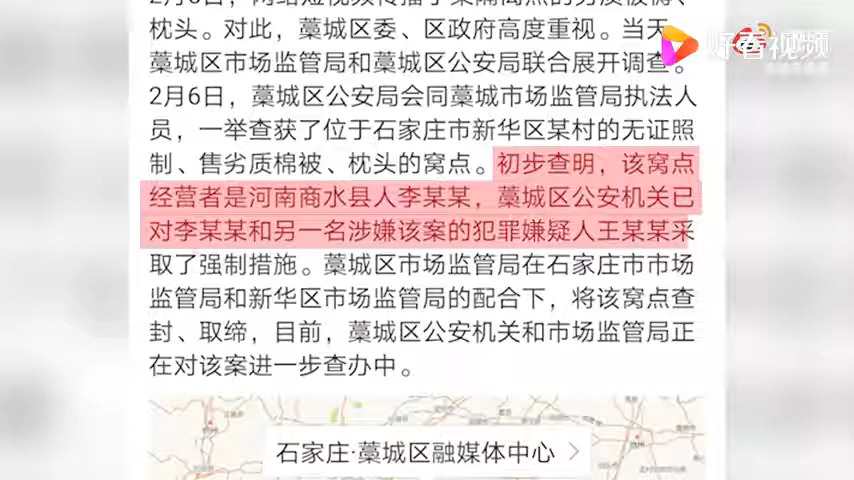 好看视频
枕头。对此，藁城区委、区政府高度重视。当天，
藁城区市场监管局和藁城区公安局联合展开调查。
2月6日，藁城区公安局会同藁城市场监管局执法人
员，一举查获了位于石家庄市新华区某村的无证照
制、售劣质棉被、枕头的窝点。初步查明，该窝点
经营者是河南商水县人李某某，藁城区公安机关已
对李某某和另一名涉嫌该案的犯罪嫌疑人王某某采
取了强制措施。藁城区市场监管局在石家庄市市场
监管局和新华区市场监管局的配合下，将该窝点查
封、取缔，目前，藁城区公安机关和市场监管局正
在对该案进一步查办中。
石家庄·藁城区融媒体中心